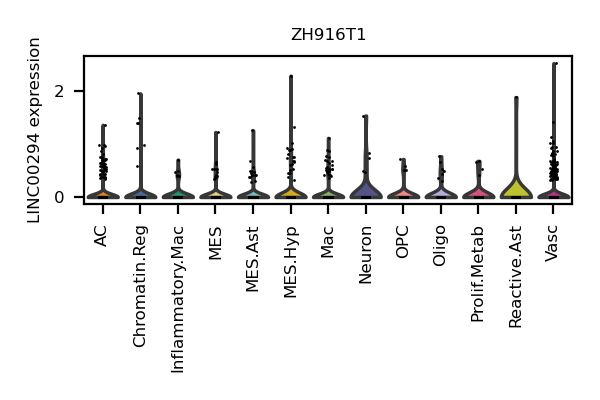 ZH916T1
LINC00294 expression
2
0
AC
Chromatin.Reg
Inflammatory.Mac
MES
MES.Ast
MES.Hyp
Mac
Neuron
OPC
Oligo
Prolif.Metab
Reactive.Ast
Vasc